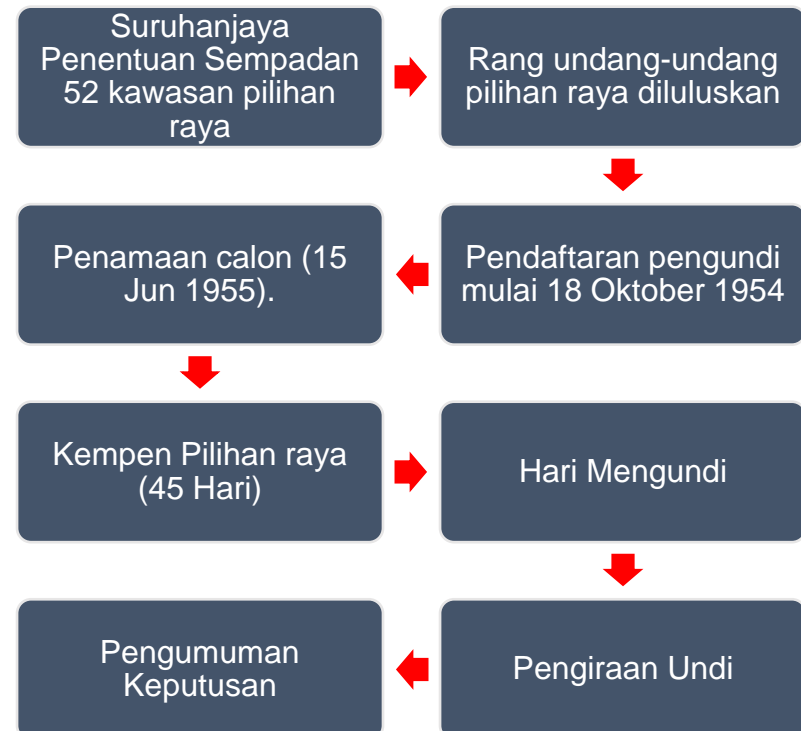 Suruhanjaya
Penentuan Sempadan
52 kawasan pilihan
raya
Rang undang-undang
pilihan raya diluluskan
Pendaftaran pengundi
mulai 18 Oktober 1954
Penamaan calon (15
Jun 1955).
Kempen Pilihan raya
(45 Hari)
Hari Mengundi
Pengiraan Undi
Pengumuman
Keputusan